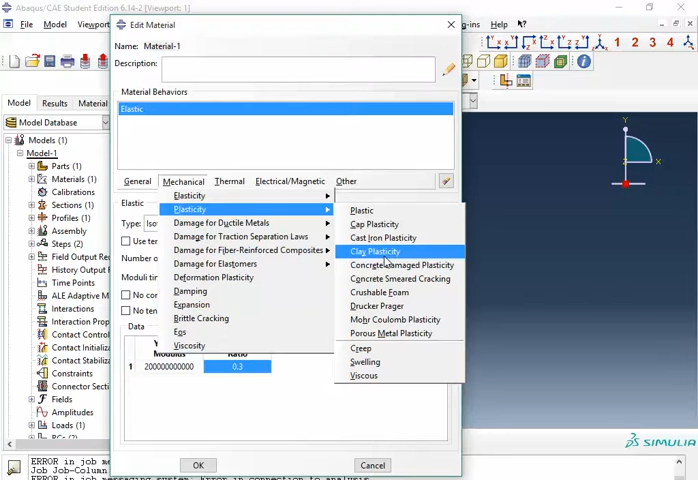 Abaqus/CAE Student Edition 6.14-2 [Viewport: 1]
Edit Material
File
Model
Help
Name: Material-1
Description:
1 2 3 4
Material Behaviors
Model Results Material
Elastic
Model Database
Models (1)
Model-1
Parts (1)
Materials (1)
Calibrations
Sections (1)
Profiles (1)
Assembly
Steps (2)
Field Output Req
History Output
Time Points
ALE Adaptive M
Interactions
Interaction Prop
Contact Control
Contact Initializ
Contact Stabiliz
Constraints
Connector Sect
Fields
Amplitudes
Loads (1)
General Mechanical Thermal Electrical/Magnetic Other
Elastic
Type: Iso
Use te
Number o
Moduli tim
No co
No ten
Data
Modulus Ratio
1 200000000000 0.3
Elasticity
Plasticity
Damage for Ductile Metals
Damage for Traction Separation Laws
Damage for Fiber-Reinforced Composites
Damage for Elastomers
Deformation Plasticity
Damping
Expansion
Brittle Cracking
Eos
Viscosity
Plastic
Cap Plasticity
Cast Iron Plasticity
Clay Plasticity
Concrete Damaged Plasticity
Concrete Smeared Cracking
Crushable Foam
Drucker Prager
Mohr Coulomb Plasticity
Porous Metal Plasticity
Creep
Swelling
Viscous
OK Cancel
Y
X
Z
SIMULIA
ERROR in job me
Job Job-Column